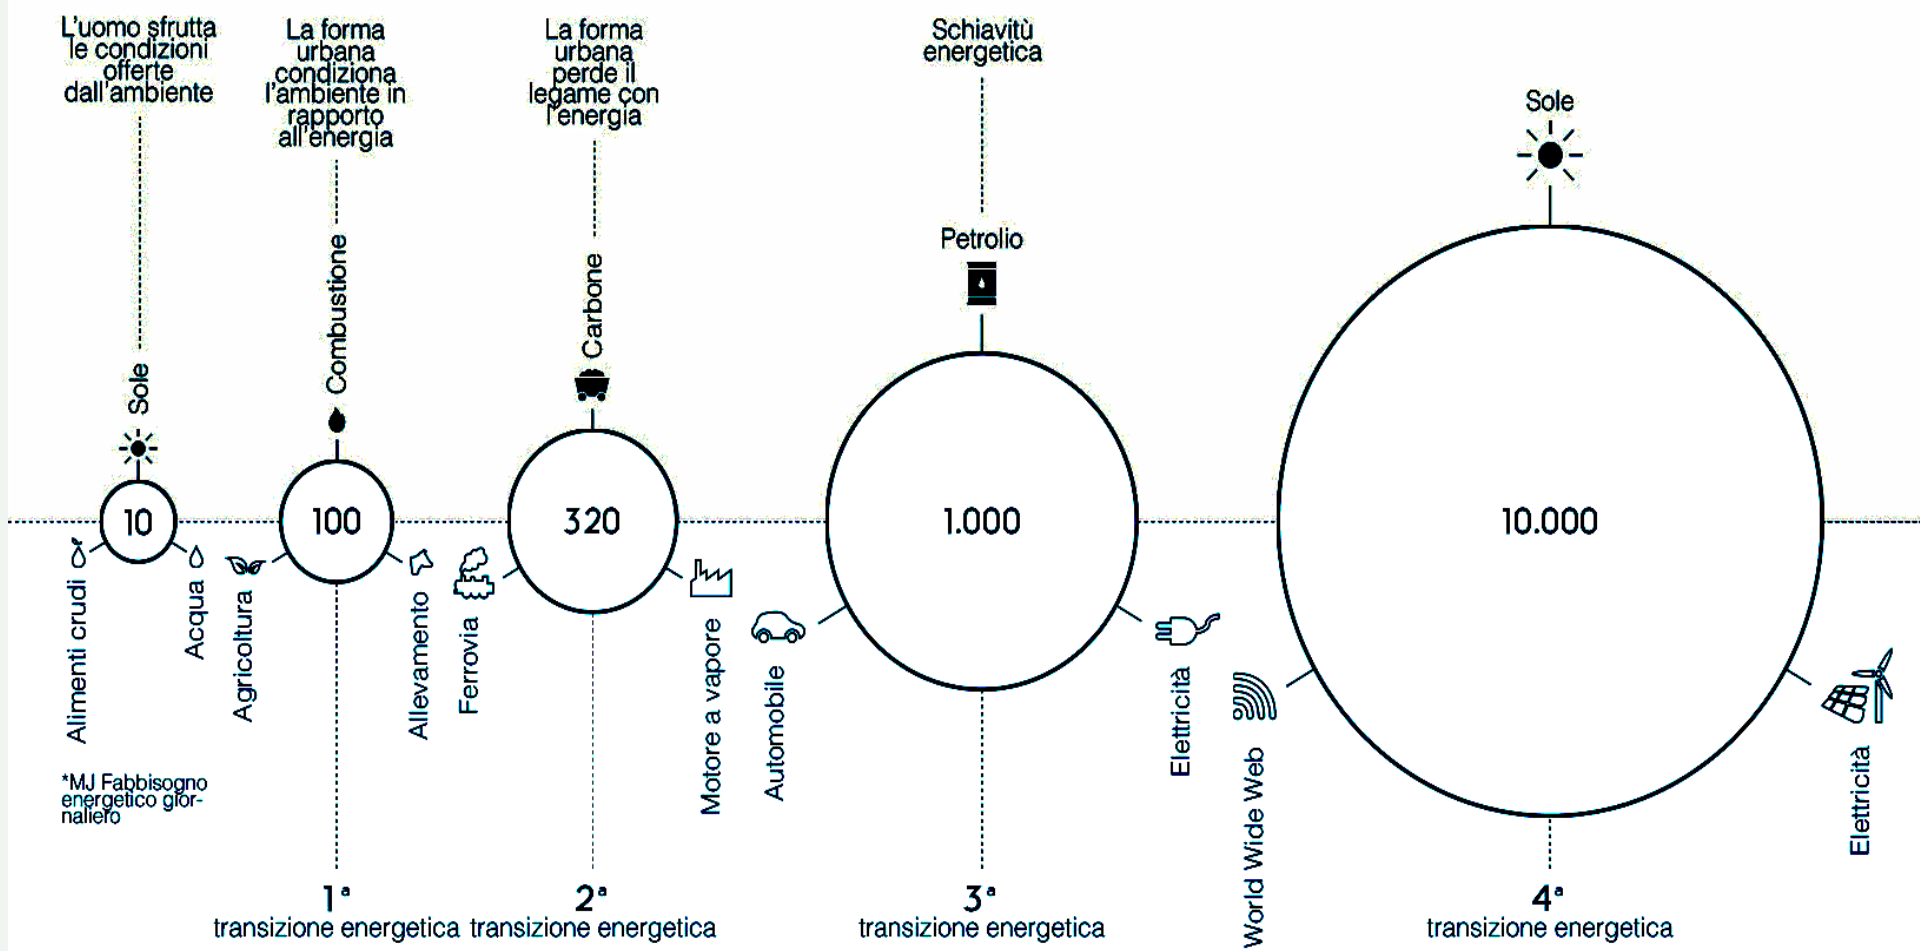 L'uomo sfrutta
le condizioni
offerte
dall'ambiente
La forma
urbana
condiziona
l'ambiente in
rapporto
all'energia
La forma
urbana
perde il
legame con
l'energia
Schiavitù
energetica
Sole
Combustione
Carbone
Petrolio
Sole
10
100
320
1.000
10.000
Alimenti crudi
Acqua
Agricoltura
Allevamento
Ferrovia
Motore a vapore
Automobile
Elettricità
World Wide Web
Elettricità
*MJ Fabbisogno
energetico gior-
naliero
1ª
transizione energetica
2ª
transizione energetica
3ª
transizione energetica
4ª
transizione energetica